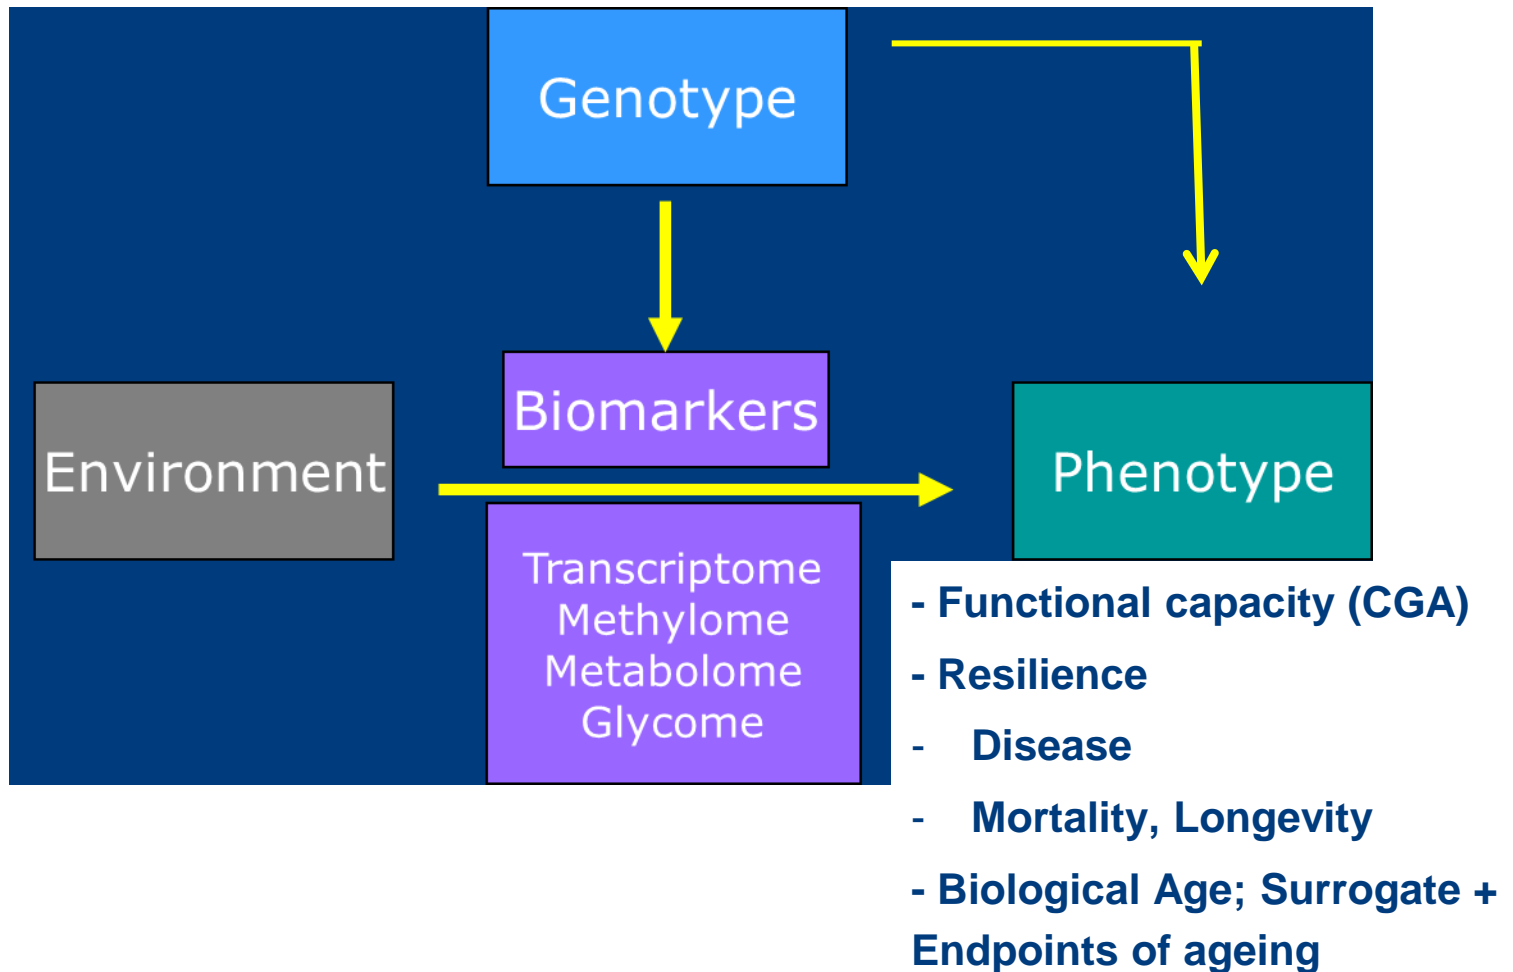 Genotype
Biomarkers
Environment
Phenotype
Transcriptome
Methylome
Metabolome
Glycome
- Functional capacity (CGA)
- Resilience
- Disease
- Mortality, Longevity
- Biological Age; Surrogate +
Endpoints of ageing